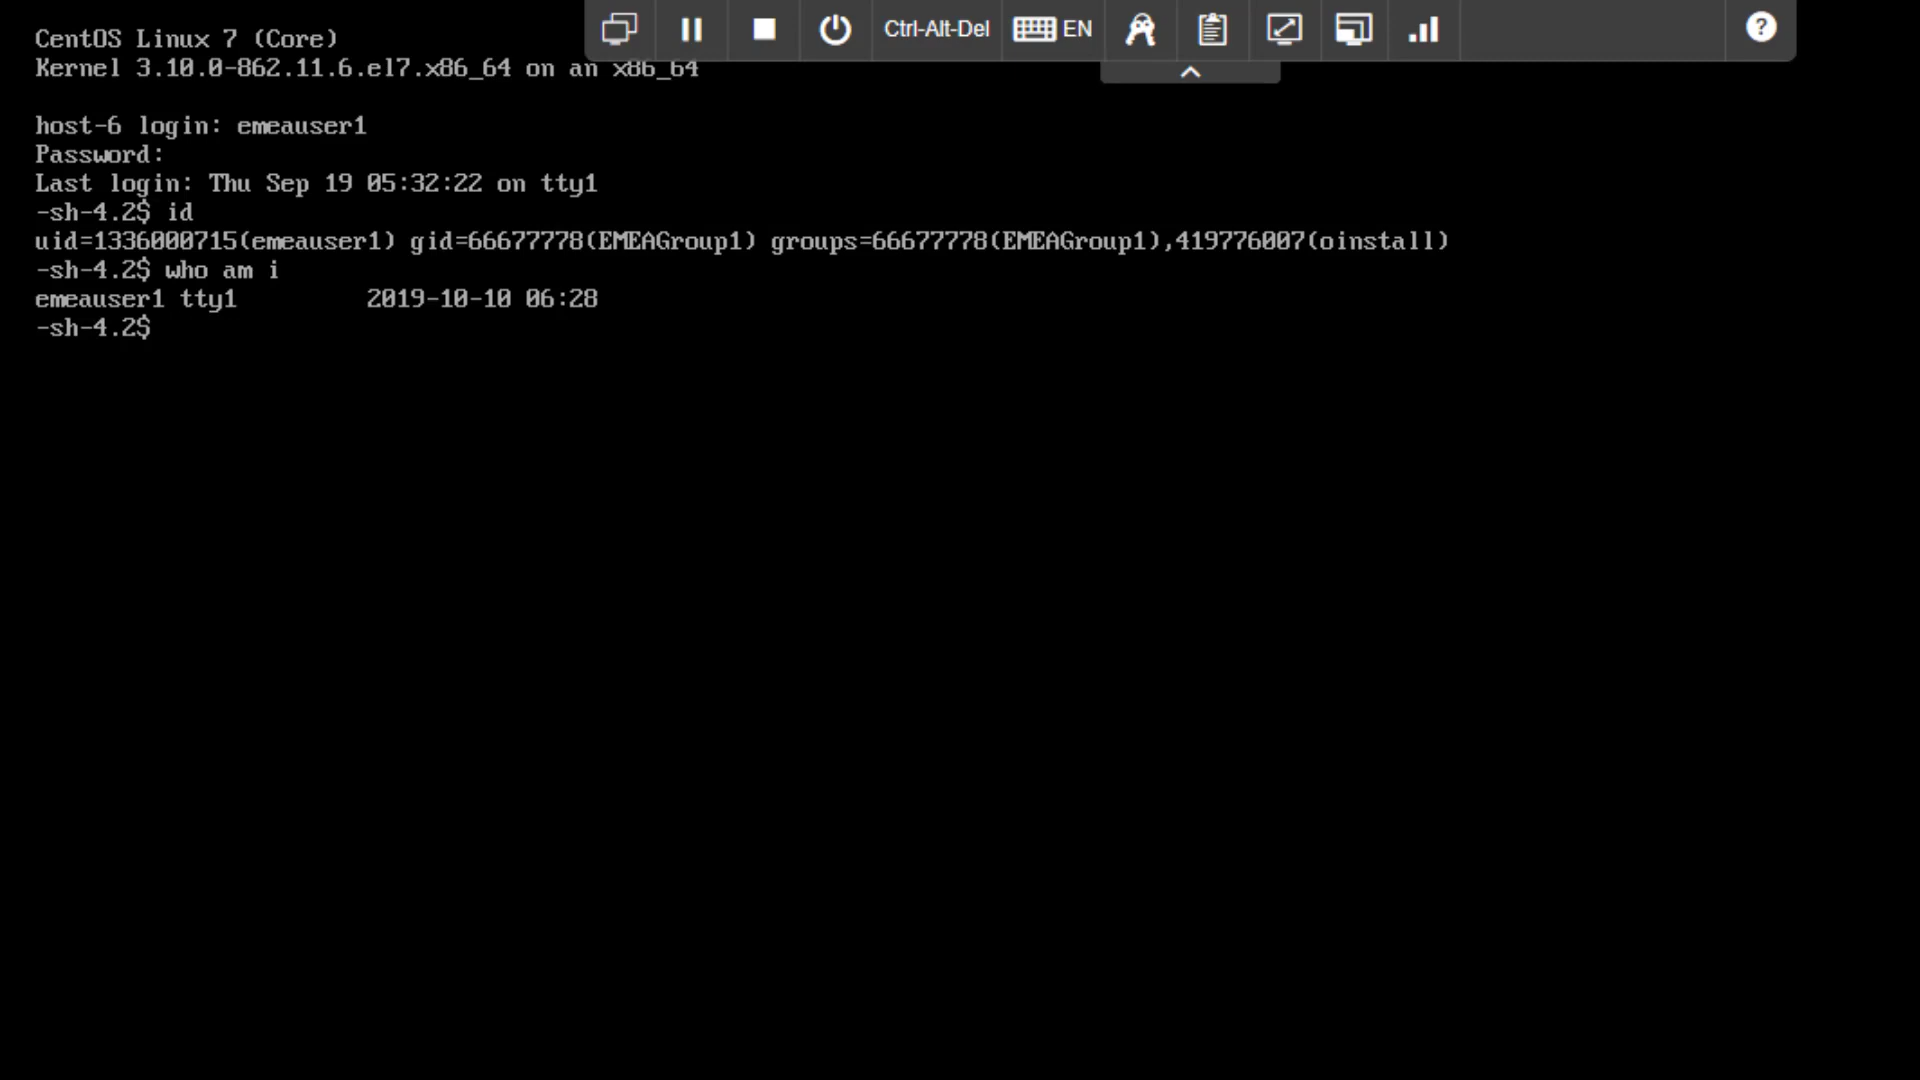 CentOS Linux 7 (Core)
Ctrl-Alt-Del
EN
Kernel 3.10.0-862.11.6.el7.x86_64 on an x86_64
host-6 login: emeauser1
Password:
Last login: Thu Sep 19 05:32:22 on tty1
-sh-4.2$ id
uid=1336000715(emeauser1) gid=66677778(EMEAGroup1) groups=66677778(EMEAGroup1),419776007(oinstall)
-sh-4.2$ who am i
emeauser1 tty1         2019-10-10 06:28
-sh-4.2$